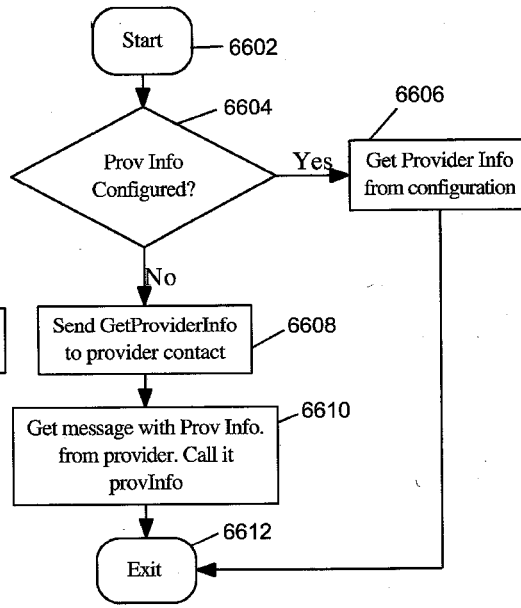 Start
6602
6604
6606
Prov Info
Configured?
Yes
Get Provider Info
from configuration
No
Send GetProviderInfo
to provider contact
6608
6610
Get message with Prov Info.
from provider. Call it
provInfo
6612
Exit